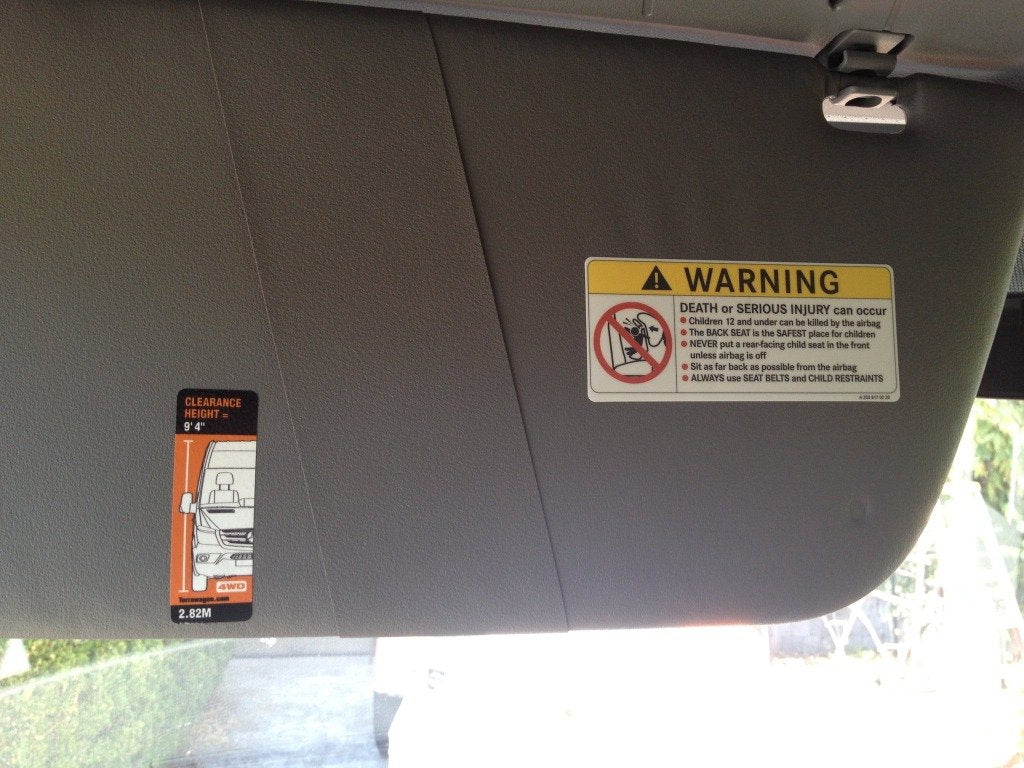 WARNING
DEATH or SERIOUS INJURY can occur
Children 12 and under can be killed by the airbag
The BACK SEAT is the SAFEST place for children
NEVER put a rear-facing child seat in the front
unless airbag is off
Sit as far back as possible from the airbag
ALWAYS use SEAT BELTS and CHILD RESTRAINTS
CLEARANCE
HEIGHT =
9' 4"
4WD
Terrawagen.com
2.82M